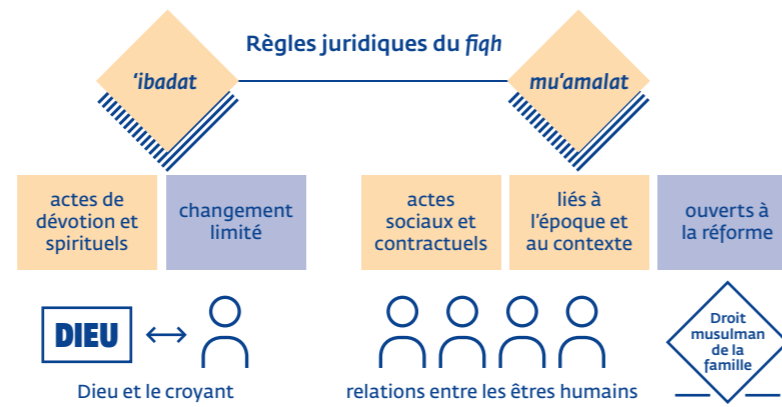 Règles juridiques du fiqh
‘ibadat
mu‘amalat
actes de
dévotion et
spirituels
changement
limité
actes
sociaux et
contractuels
liés à
l’époque et
au contexte
ouverts à
la réforme
DIEU
Dieu et le croyant
relations entre les êtres humains
Droit
musulman
de la
famille